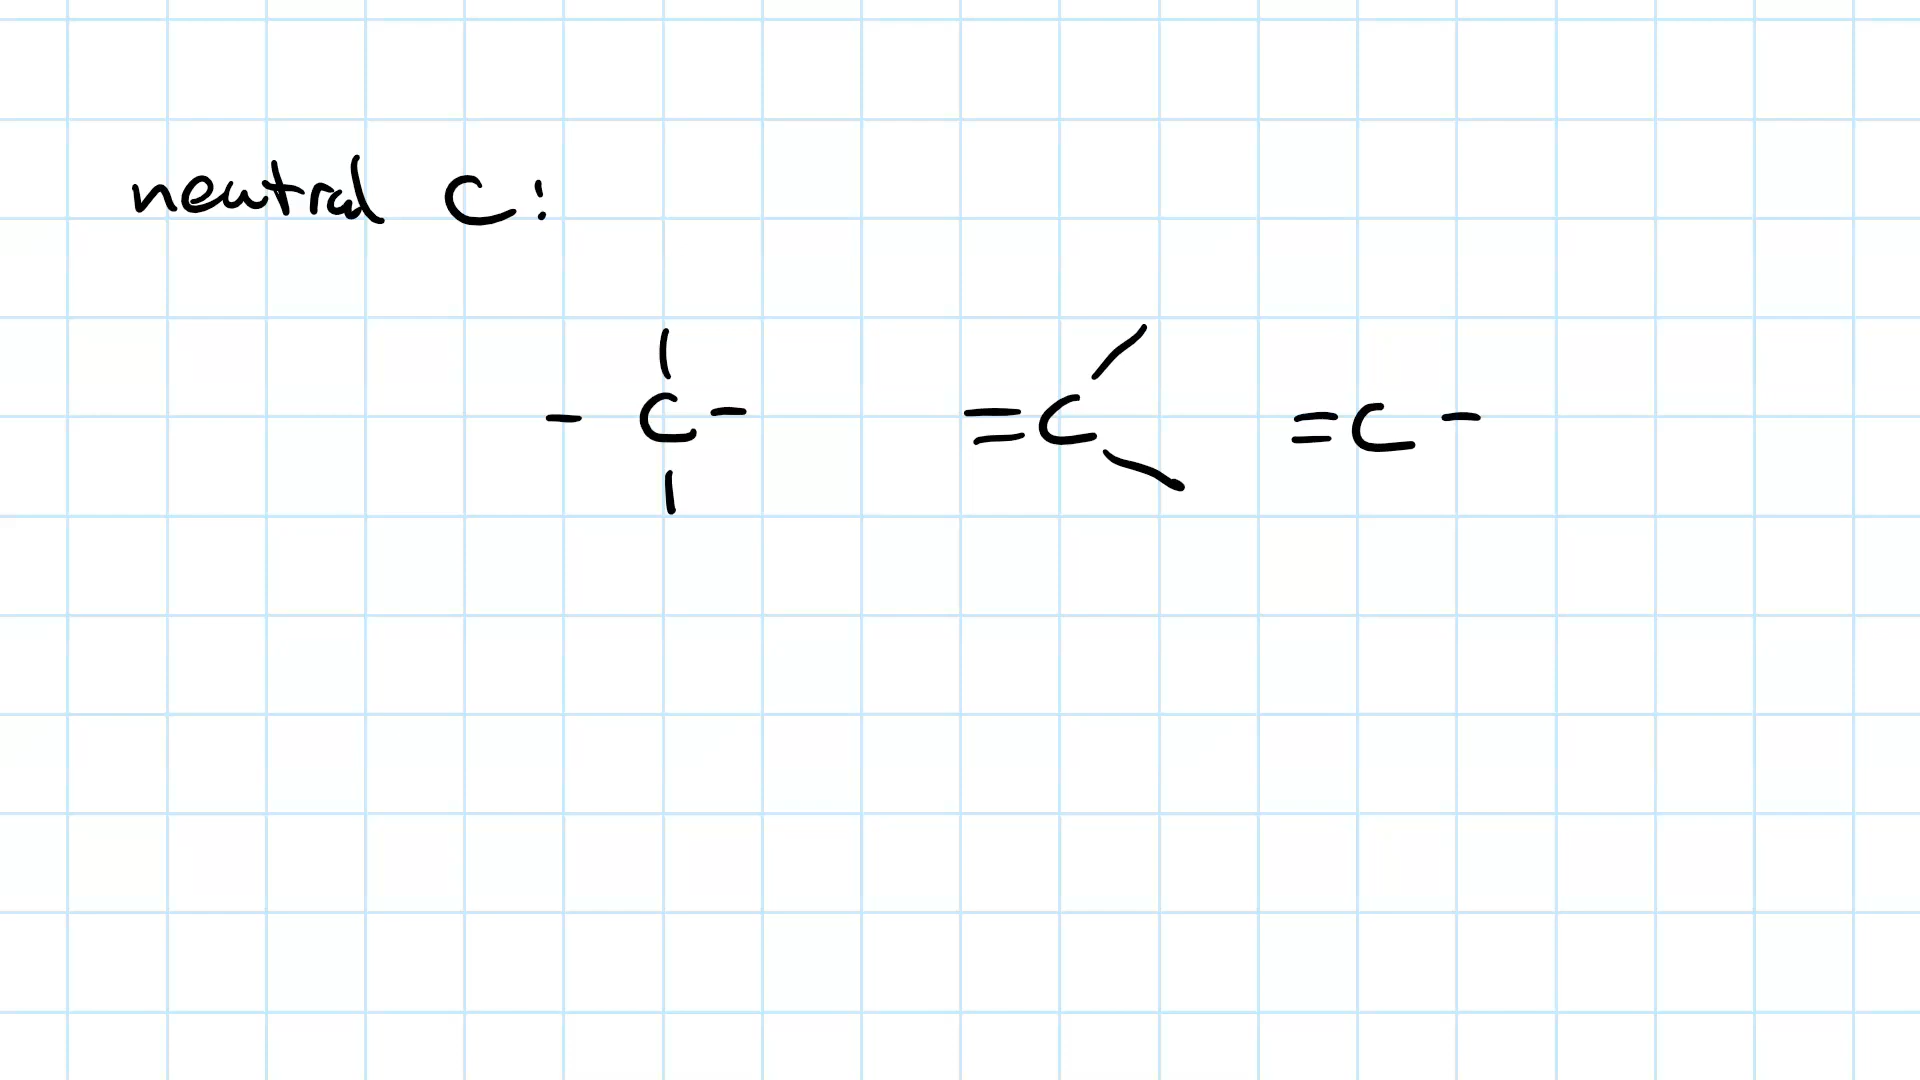 neutral C:
- C - = C = C -